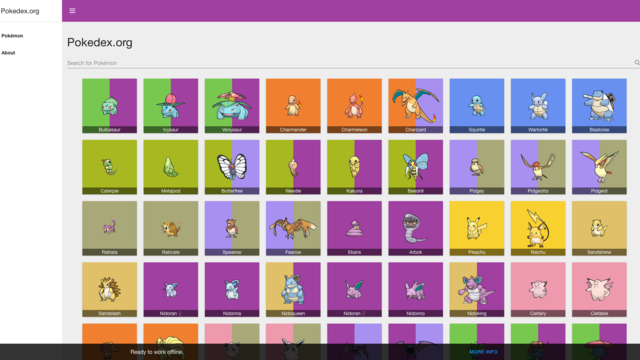 Pokedex.org
Pokémon
About
Pokedex.org
Search for Pokémon
Bulbasaur
Ivysaur
Venusaur
Charmander
Charmeleon
Charizard
Squirtle
Wartortle
Blastoise
Caterpie
Metapod
Butterfree
Weedle
Kakuna
Beedrill
Pidgey
Pidgeotto
Pidgeot
Rattata
Raticate
Spearow
Fearow
Ekans
Arbok
Pikachu
Raichu
Sandshrew
Sandslash
Nidoran ♀
Nidorina
Nidoqueen
Nidoran ♂
Nidorino
Nidoking
Clefairy
Clefable
Ready to work offline.
MORE INFO